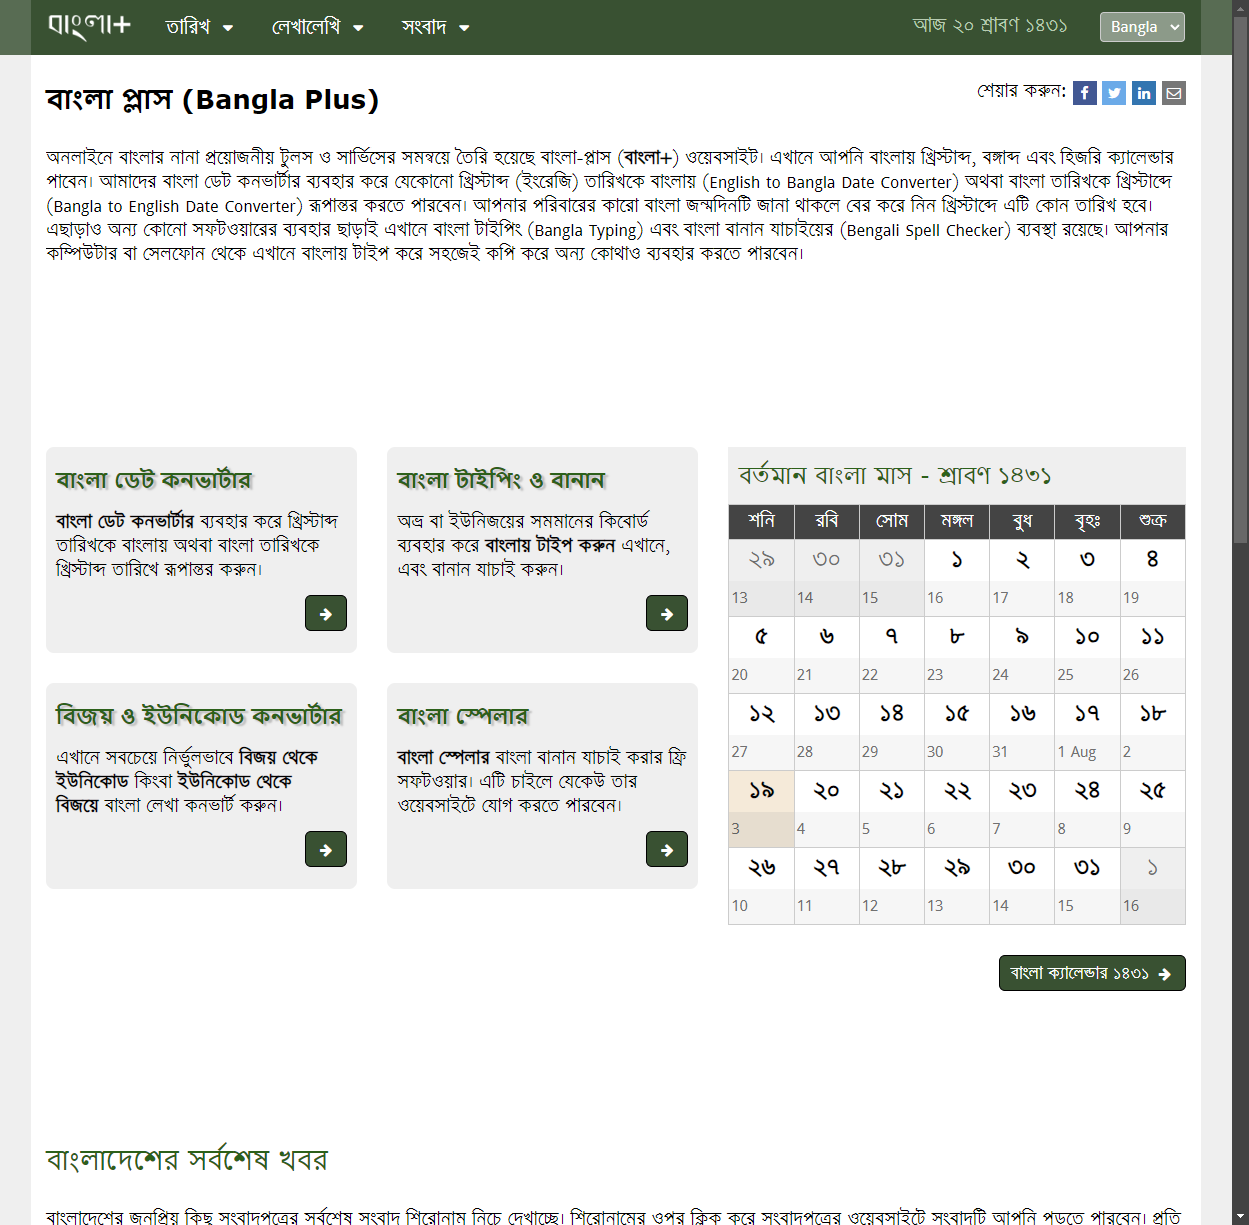 বাংলা+ তারিখ লেখালেখি সংবাদ আজ ২০ শ্রাবণ ১৪৩১ Bangla
বাংলা প্লাস (Bangla Plus)
শেয়ার করুন:
অনলাইনে বাংলার নানা প্রয়োজনীয় টুলস ও সার্ভিসের সমন্বয়ে তৈরি হয়েছে বাংলা-প্লাস (বাংলা+) ওয়েবসাইট। এখানে আপনি বাংলায় খ্রিস্টাব্দ, বঙ্গাব্দ এবং হিজরি ক্যালেন্ডার
পাবেন। আমাদের বাংলা ডেট কনভার্টার ব্যবহার করে যেকোনো খ্রিস্টাব্দ (ইংরেজি) তারিখকে বাংলায় (English to Bangla Date Converter) অথবা বাংলা তারিখকে খ্রিস্টাব্দে
(Bangla to English Date Converter) রূপান্তর করতে পারবেন। আপনার পরিবারের কারো বাংলা জন্মদিনটি জানা থাকলে বের করে নিন খ্রিস্টাব্দে এটি কোন তারিখ হবে।
এছাড়াও অন্য কোনো সফটওয়ারের ব্যবহার ছাড়াই এখানে বাংলা টাইপিং (Bangla Typing) এবং বাংলা বানান যাচাইয়ের (Bengali Spell Checker) ব্যবস্থা রয়েছে। আপনার
কম্পিউটার বা সেলফোন থেকে এখানে বাংলায় টাইপ করে সহজেই কপি করে অন্য কোথাও ব্যবহার করতে পারবেন।
বাংলা ডেট কনভার্টার
বাংলা ডেট কনভার্টার ব্যবহার করে খ্রিস্টাব্দ
তারিখকে বাংলায় অথবা বাংলা তারিখকে
খ্রিস্টাব্দ তারিখে রূপান্তর করুন।
বাংলা টাইপিং ও বানান
অভ্র বা ইউনিজয়ের সমমানের কিবোর্ড
ব্যবহার করে বাংলায় টাইপ করুন এখানে,
এবং বানান যাচাই করুন।
বিজয় ও ইউনিকোড কনভার্টার
এখানে সবচেয়ে নির্ভুলভাবে বিজয় থেকে
ইউনিকোড কিংবা ইউনিকোড থেকে
বিজয়ে বাংলা লেখা কনভার্ট করুন।
বাংলা স্পেলার
বাংলা স্পেলার বাংলা বানান যাচাই করার ফ্রি
সফটওয়ার। এটি চাইলে যেকেউ তার
ওয়েবসাইটে যোগ করতে পারবেন।
বর্তমান বাংলা মাস - শ্রাবণ ১৪৩১
শনি রবি সোম মঙ্গল বুধ বৃহঃ শুক্র
২৯ ৩০ ৩১ ১ ২ ৩ ৪
13 14 15 16 17 18 19
৫ ৬ ৭ ৮ ৯ ১০ ১১
20 21 22 23 24 25 26
১২ ১৩ ১৪ ১৫ ১৬ ১৭ ১৮
27 28 29 30 31 1 Aug 2
১৯ ২০ ২১ ২২ ২৩ ২৪ ২৫
3 4 5 6 7 8 9
২৬ ২৭ ২৮ ২৯ ৩০ ৩১ ১
10 11 12 13 14 15 16
বাংলা ক্যালেন্ডার ১৪৩১
বাংলাদেশের সর্বশেষ খবর
বাংলাদেশের জনপ্রিয় কিছু সংবাদপত্রের সর্বশেষ সংবাদ শিরোনাম নিচে দেখাচ্ছে। শিরোনামের ওপর ক্লিক করে সংবাদপত্রের ওয়েবসাইটে সংবাদটি আপনি পড়তে পারবেন। প্রতি